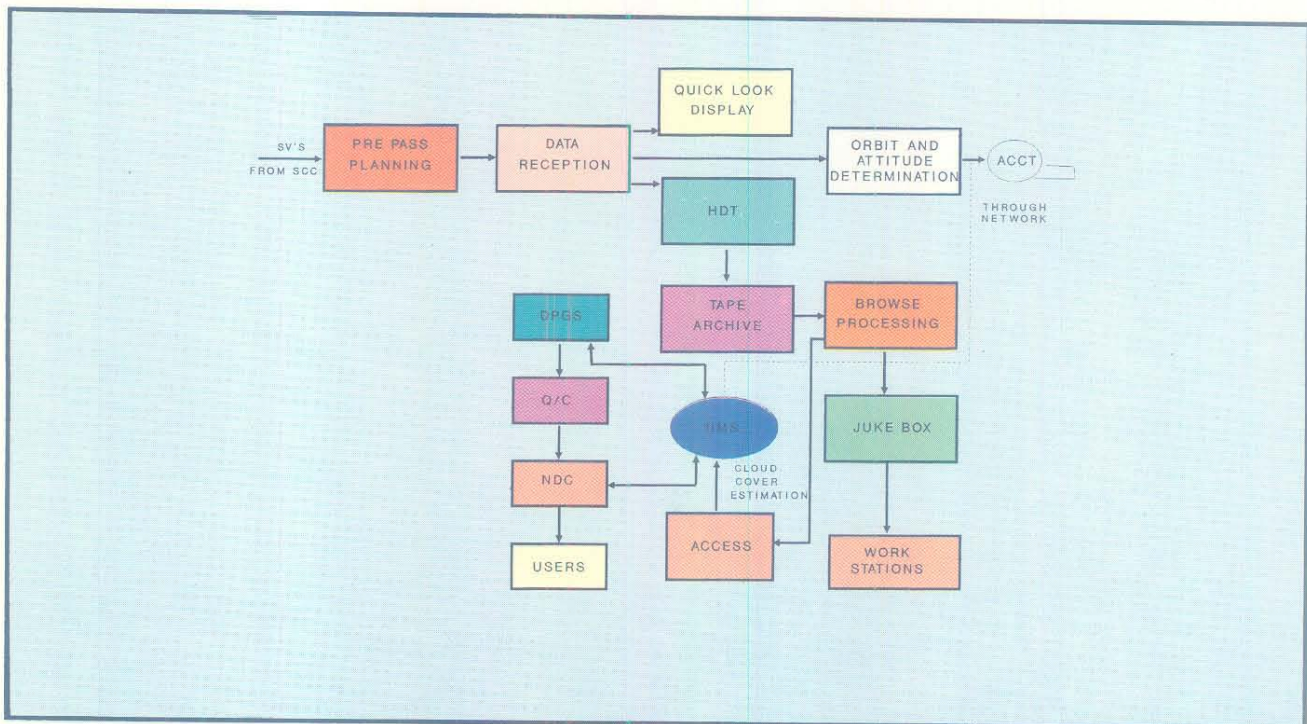 QUICK LOOK
DISPLAY
SV'S
FROM SCC
PRE PASS
PLANNING
DATA
RECEPTION
ORBIT AND
ATTITUDE
DETERMINATION
ACCT
THROUGH
NETWORK
HDT
TAPE
ARCHIVE
BROWSE
PROCESSING
DPGS
Q/C
JUKE BOX
CLOUD
COVER
ESTIMATION
NDC
ACCESS
WORK
STATIONS
USERS